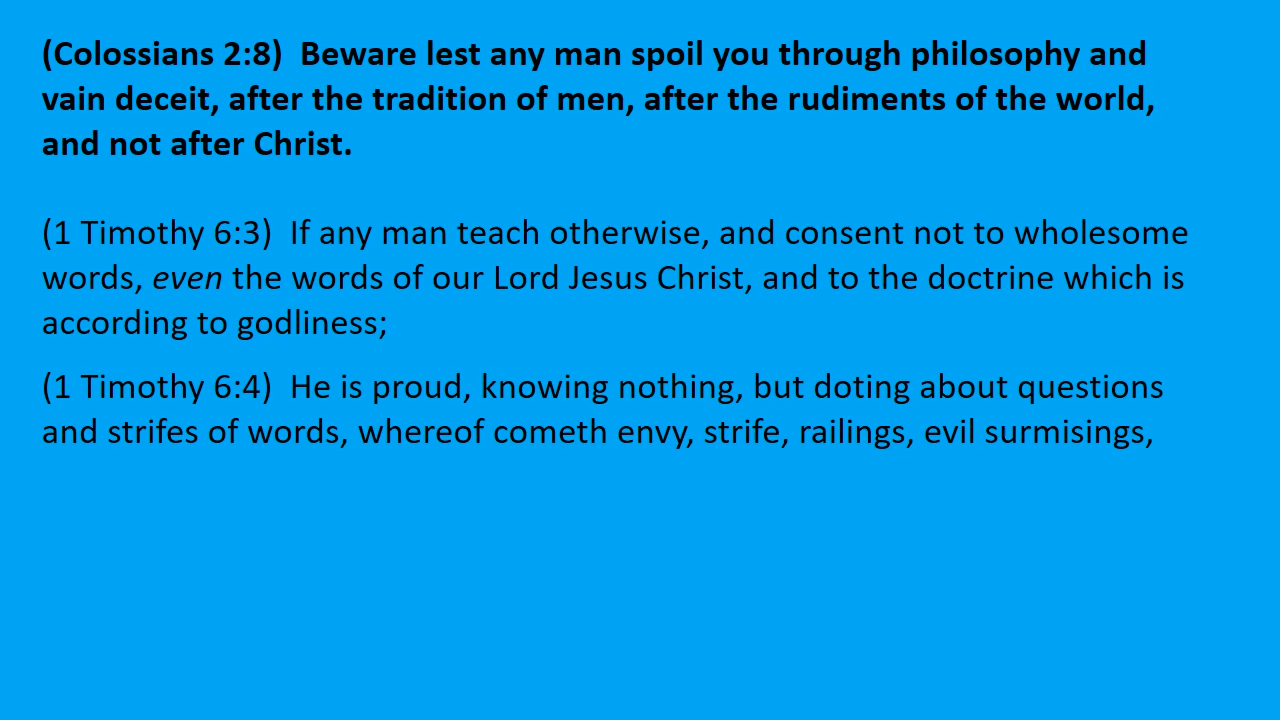 (Colossians 2:8)  Beware lest any man spoil you through philosophy and
vain deceit, after the tradition of men, after the rudiments of the world,
and not after Christ.
(1 Timothy 6:3)  If any man teach otherwise, and consent not to wholesome
words, even the words of our Lord Jesus Christ, and to the doctrine which is
according to godliness;
(1 Timothy 6:4)  He is proud, knowing nothing, but doting about questions
and strifes of words, whereof cometh envy, strife, railings, evil surmisings,